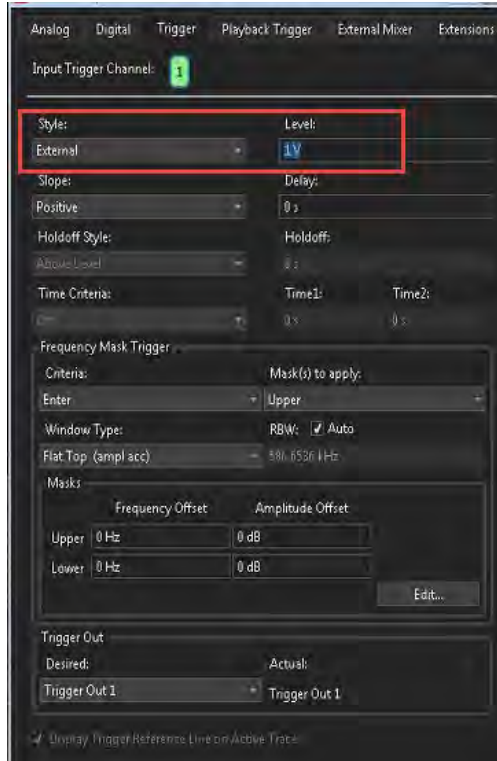 Analog Digital Trigger Playback Trigger External Mixer Extensions
Input Trigger Channel: 1
Style: Level:
External 1 V
Slope: Delay:
Positive 0 s
Holdoff Style: Holdoff:
Above Level 0 s
Time Criteria: Time1: Time2:
0 s 0 s
Frequency Mask Trigger
Criteria: Mask(s) to apply:
Enter Upper
Window Type: RBW: Auto
Flat Top (ampl acc) 586.6536 kHz
Masks
Frequency Offset Amplitude Offset
Upper 0 Hz 0 dB
Lower 0 Hz 0 dB
Edit...
Trigger Out
Desired: Actual:
Trigger Out 1 Trigger Out 1
Display Trigger Reference Line on Active Trace